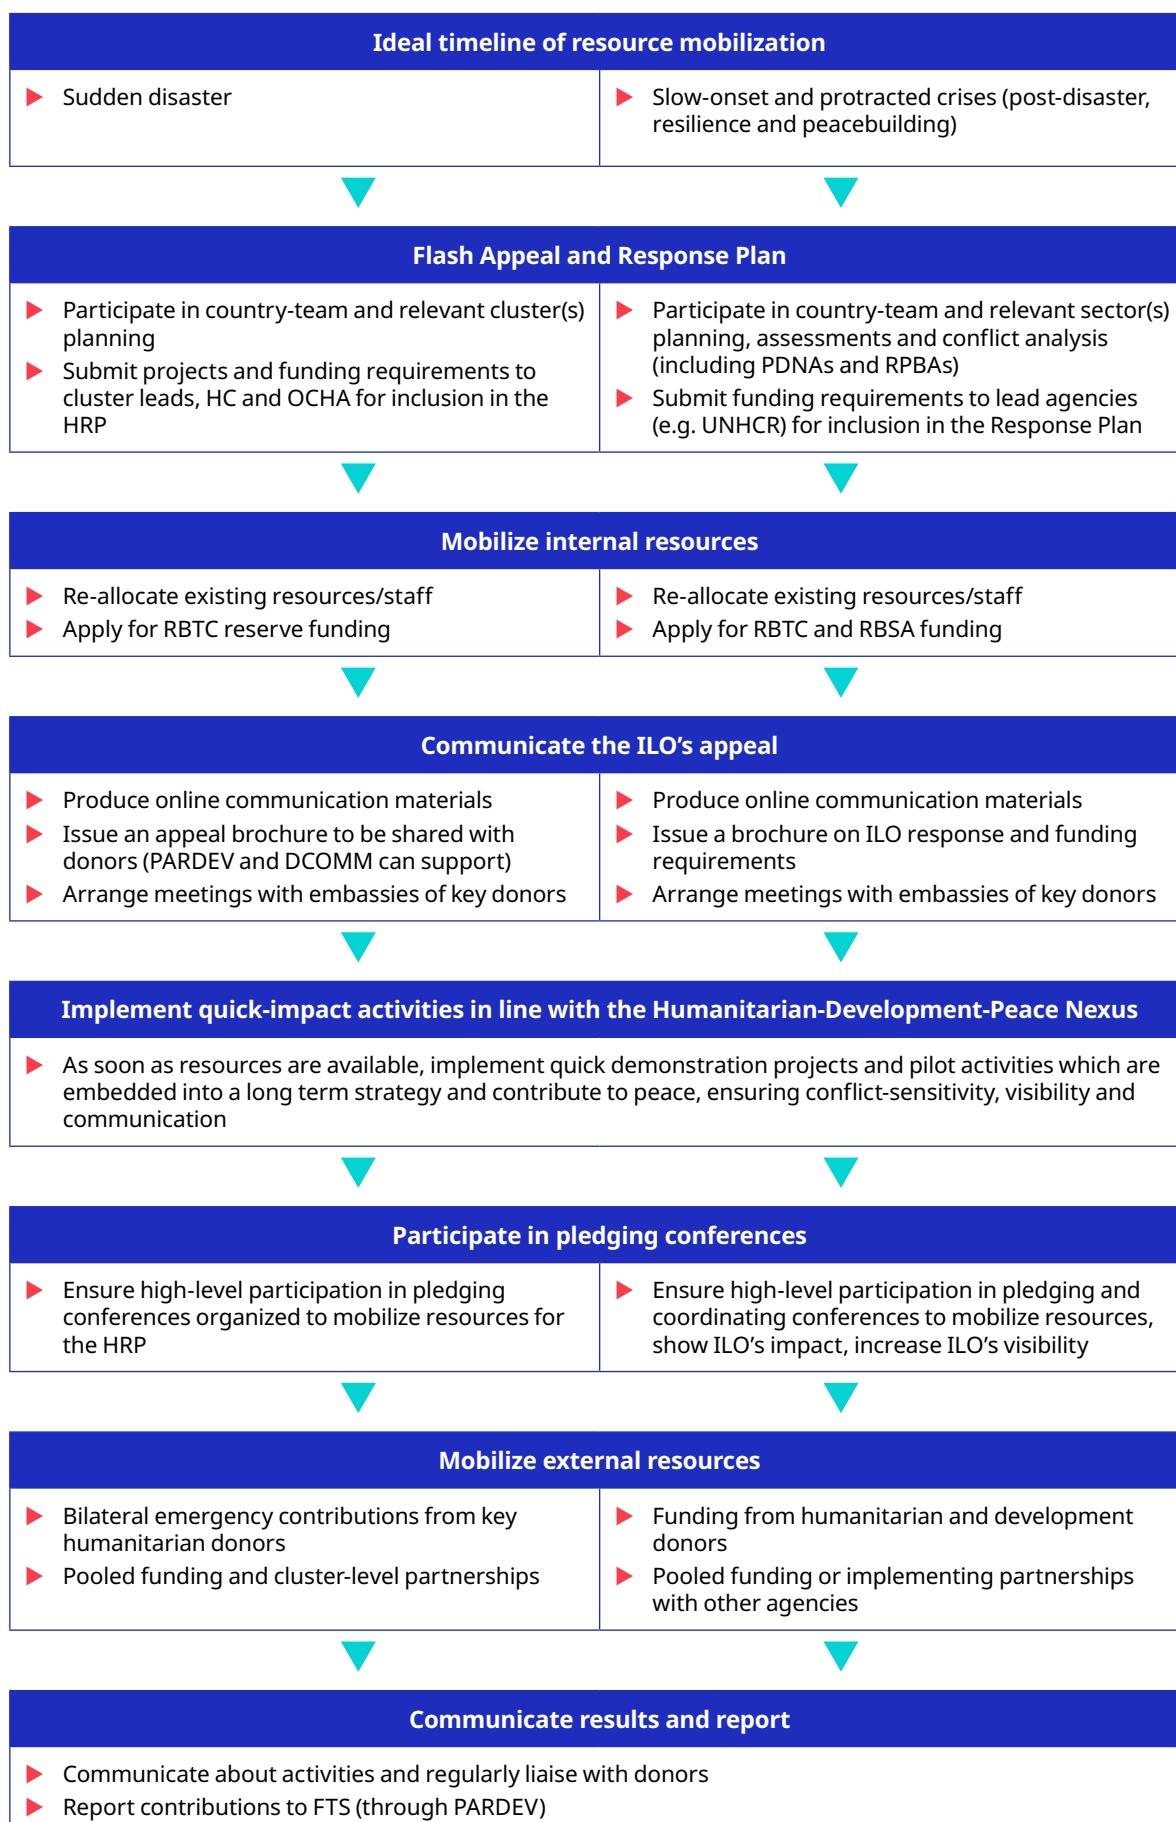 Ideal timeline of resource mobilization
Sudden disaster
Slow-onset and protracted crises (post-disaster,
resilience and peacebuilding)
Flash Appeal and Response Plan
Participate in country-team and relevant cluster(s)
planning
Submit projects and funding requirements to
cluster leads, HC and OCHA for inclusion in the
HRP
Participate in country-team and relevant sector(s)
planning, assessments and conflict analysis
(including PDNAs and RPBAs)
Submit funding requirements to lead agencies
(e.g. UNHCR) for inclusion in the Response Plan
Mobilize internal resources
Re-allocate existing resources/staff
Apply for RBTC reserve funding
Re-allocate existing resources/staff
Apply for RBTC and RBSA funding
Communicate the ILO’s appeal
Produce online communication materials
Issue an appeal brochure to be shared with
donors (PARDEV and DCOMM can support)
Arrange meetings with embassies of key donors
Produce online communication materials
Issue a brochure on ILO response and funding
requirements
Arrange meetings with embassies of key donors
Implement quick-impact activities in line with the Humanitarian-Development-Peace Nexus
As soon as resources are available, implement quick demonstration projects and pilot activities which are
embedded into a long term strategy and contribute to peace, ensuring conflict-sensitivity, visibility and
communication
Participate in pledging conferences
Ensure high-level participation in pledging
conferences organized to mobilize resources for
the HRP
Ensure high-level participation in pledging and
coordinating conferences to mobilize resources,
show ILO’s impact, increase ILO’s visibility
Mobilize external resources
Bilateral emergency contributions from key
humanitarian donors
Pooled funding and cluster-level partnerships
Funding from humanitarian and development
donors
Pooled funding or implementing partnerships
with other agencies
Communicate results and report
Communicate about activities and regularly liaise with donors
Report contributions to FTS (through PARDEV)